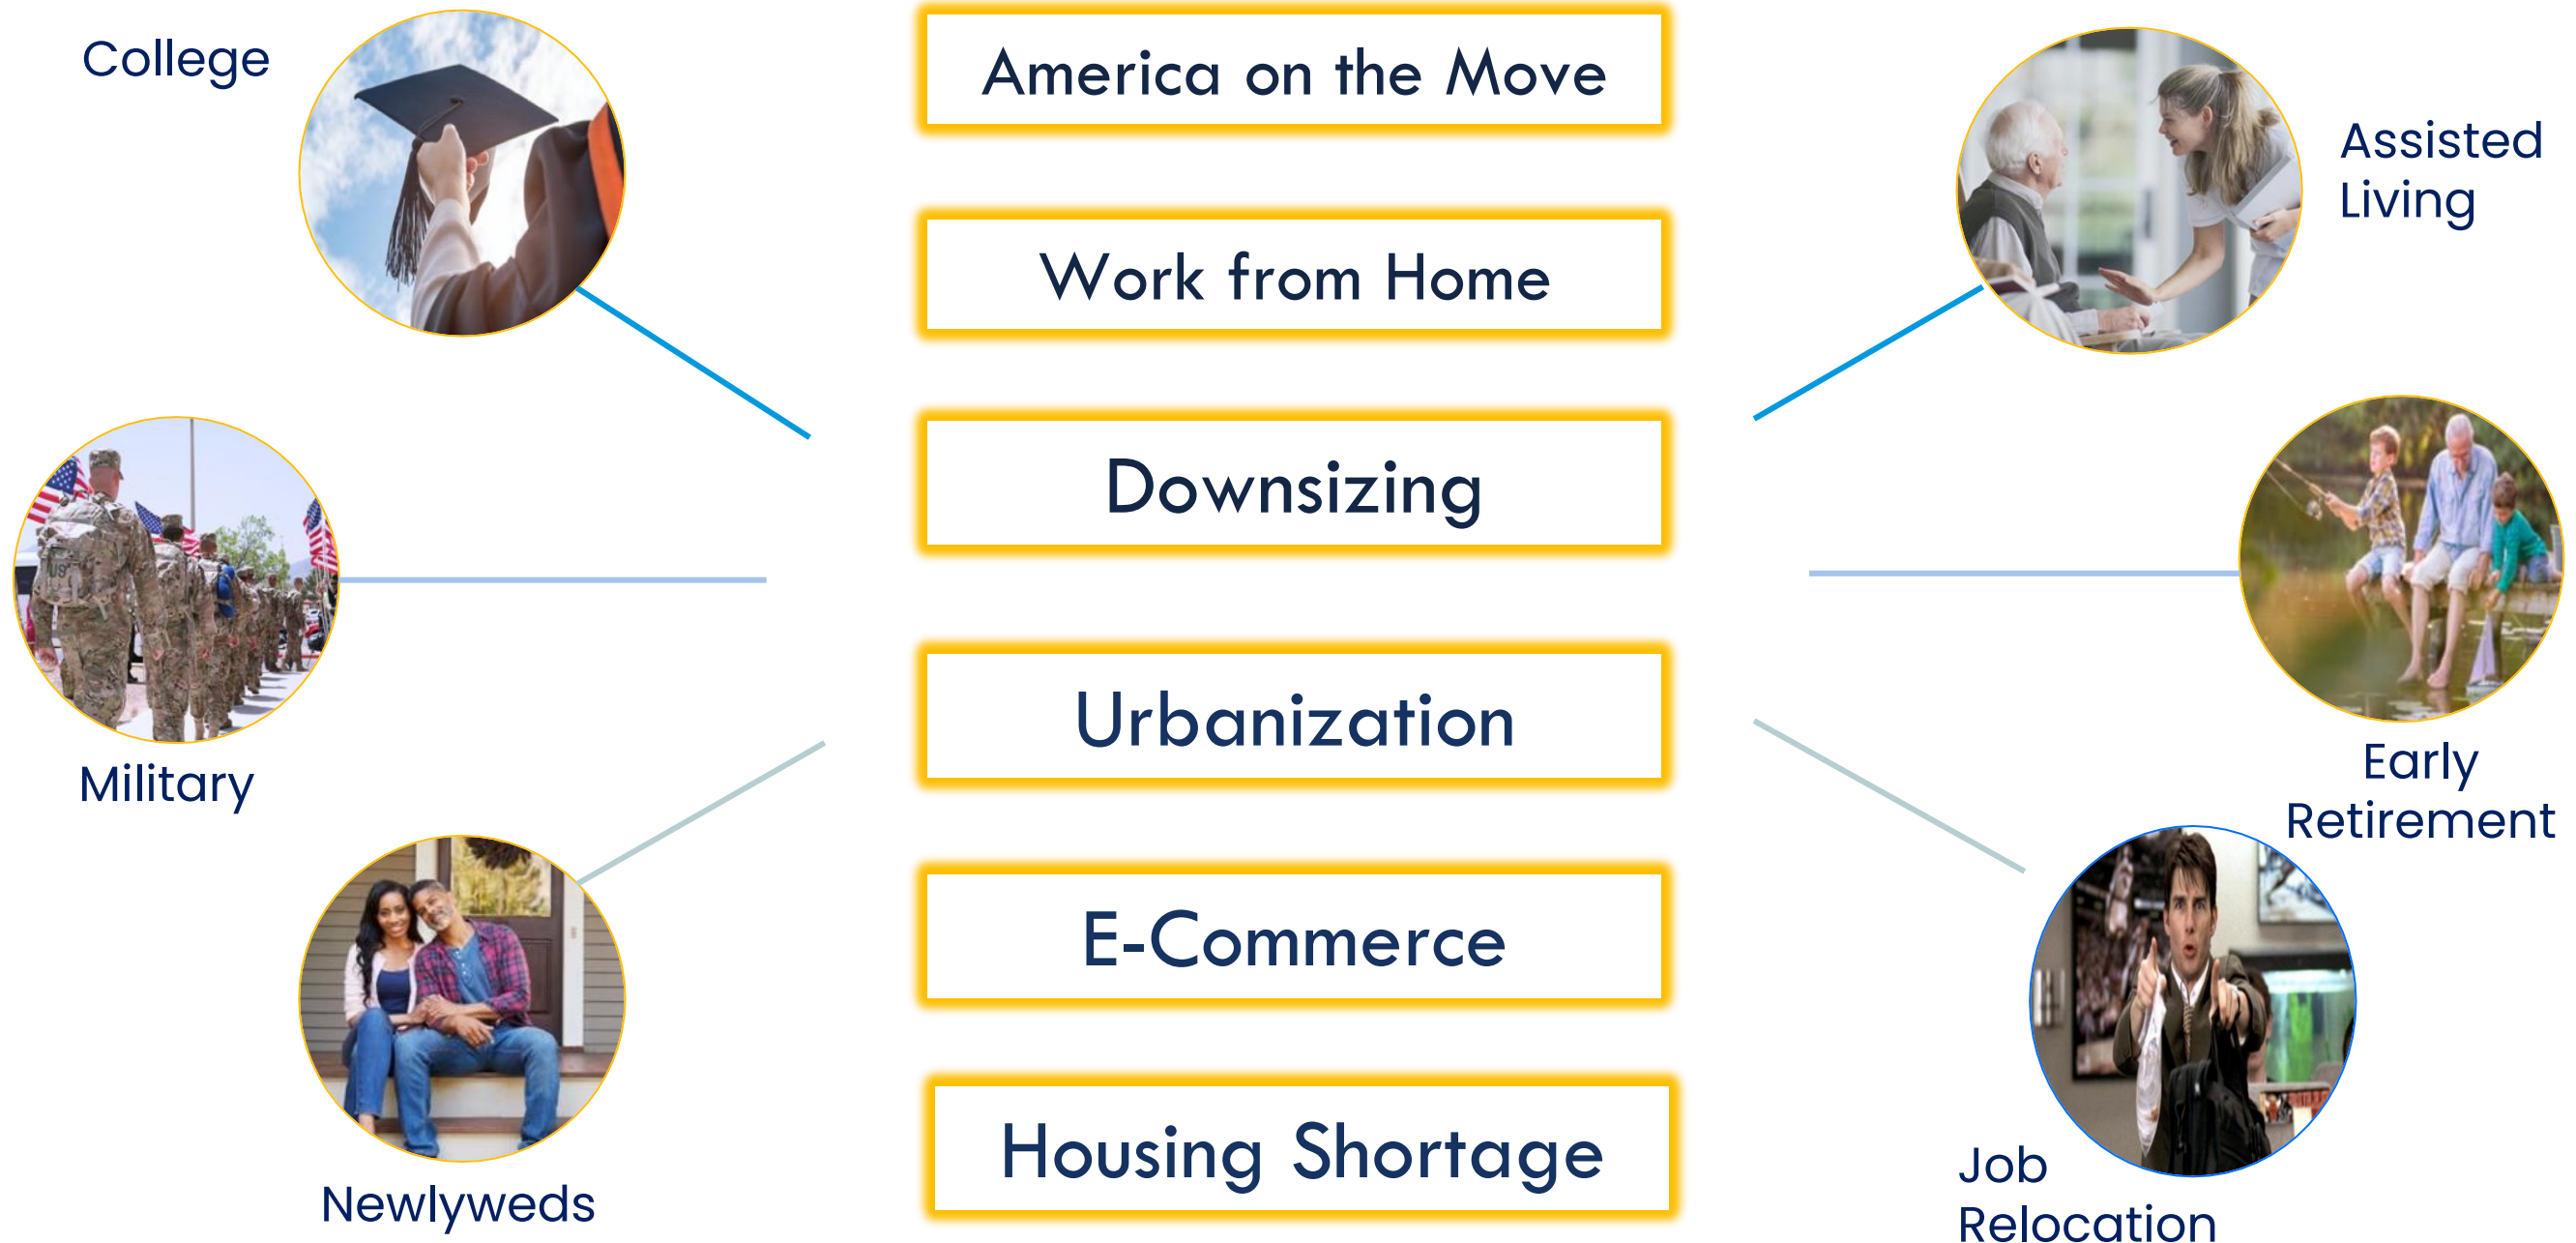 College
America on the Move
Assisted
Living
Work from Home
Downsizing
US
Military
Urbanization
Early
Retirement
E-Commerce
Newlyweds
Housing Shortage
Job
Relocation